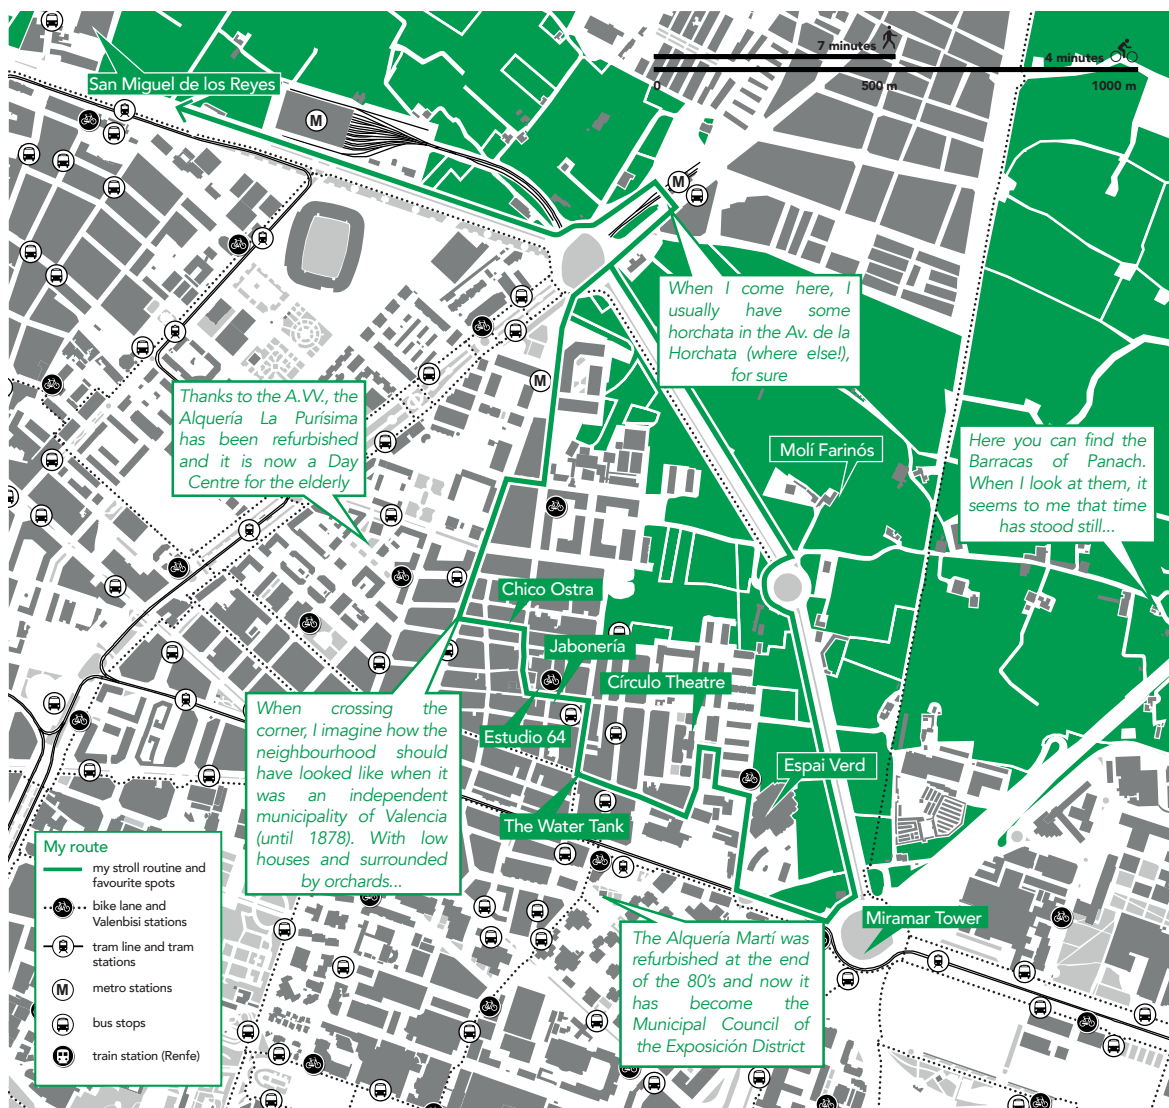 7 minutes
4 minutes
0
500 m
1000 m
San Miguel de los Reyes
M
M
When I come here, I
usually have some
horchata in the Av. de la
Horchata (where else!),
for sure
M
Thanks to the A.VV., the
Alquería La Purísima
has been refurbished
and it is now a Day
Centre for the elderly
Molí Farinós
Here you can find the
Barracas of Panach.
When I look at them, it
seems to me that time
has stood still...
Chico Ostra
Jabonería
Círculo Theatre
Estudio 64
When crossing the
corner, I imagine how the
neighbourhood should
have looked like when it
was an independent
municipality of Valencia
(until 1878). With low
houses and surrounded
by orchards...
Espai Verd
The Water Tank
Miramar Tower
The Alquería Martí was
refurbished at the end
of the 80's and now it
has become the
Municipal Council of
the Exposición District
My route
my stroll routine and
favourite spots
bike lane and
Valenbisi stations
tram line and tram
stations
M
metro stations
bus stops
train station (Renfe)